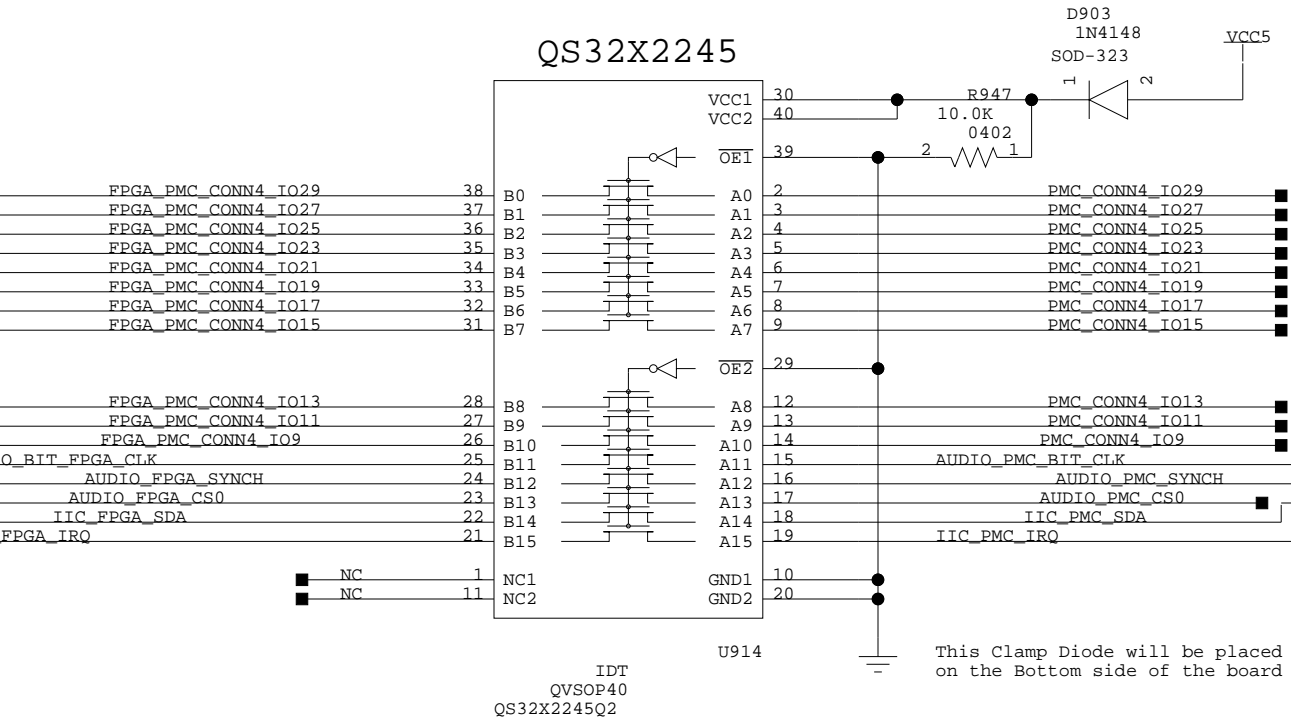 D903
1N4148
SOD-323
VCC5
1
2
QS32X2245
VCC1 30
VCC2 40
R947
10.0K
0402
2 1
OE1 39
FPGA_PMC_CONN4_IO29 38 B0 A0 2 PMC_CONN4_IO29
FPGA_PMC_CONN4_IO27 37 B1 A1 3 PMC_CONN4_IO27
FPGA_PMC_CONN4_IO25 36 B2 A2 4 PMC_CONN4_IO25
FPGA_PMC_CONN4_IO23 35 B3 A3 5 PMC_CONN4_IO23
FPGA_PMC_CONN4_IO21 34 B4 A4 6 PMC_CONN4_IO21
FPGA_PMC_CONN4_IO19 33 B5 A5 7 PMC_CONN4_IO19
FPGA_PMC_CONN4_IO17 32 B6 A6 8 PMC_CONN4_IO17
FPGA_PMC_CONN4_IO15 31 B7 A7 9 PMC_CONN4_IO15
OE2 29
FPGA_PMC_CONN4_IO13 28 B8 A8 12 PMC_CONN4_IO13
FPGA_PMC_CONN4_IO11 27 B9 A9 13 PMC_CONN4_IO11
FPGA_PMC_CONN4_IO9 26 B10 A10 14 PMC_CONN4_IO9
O_BIT_FPGA_CLK 25 B11 A11 15 AUDIO_PMC_BIT_CLK
AUDIO_FPGA_SYNCH 24 B12 A12 16 AUDIO_PMC_SYNCH
AUDIO_FPGA_CS0 23 B13 A13 17 AUDIO_PMC_CS0
IIC_FPGA_SDA 22 B14 A14 18 IIC_PMC_SDA
FPGA_IRQ 21 B15 A15 19 IIC_PMC_IRQ
NC 1 NC1 GND1 10
NC 11 NC2 GND2 20
U914
This Clamp Diode will be placed
on the Bottom side of the board
IDT
QVSOP40
QS32X2245Q2